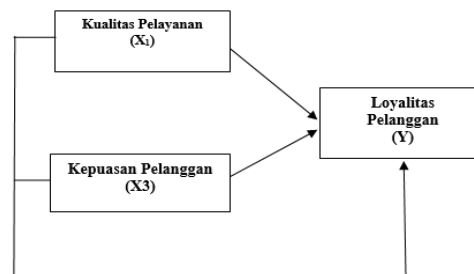 Kualitas Pelayanan
(X₁)
Loyalitas
Pelanggan
(Y)
Kepuasan Pelanggan
(X3)